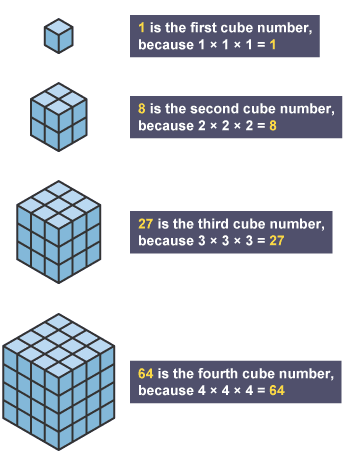 1 is the first cube number,
because 1 × 1 × 1 = 1
8 is the second cube number,
because 2 × 2 × 2 = 8
27 is the third cube number,
because 3 × 3 × 3 = 27
64 is the fourth cube number,
because 4 × 4 × 4 = 64